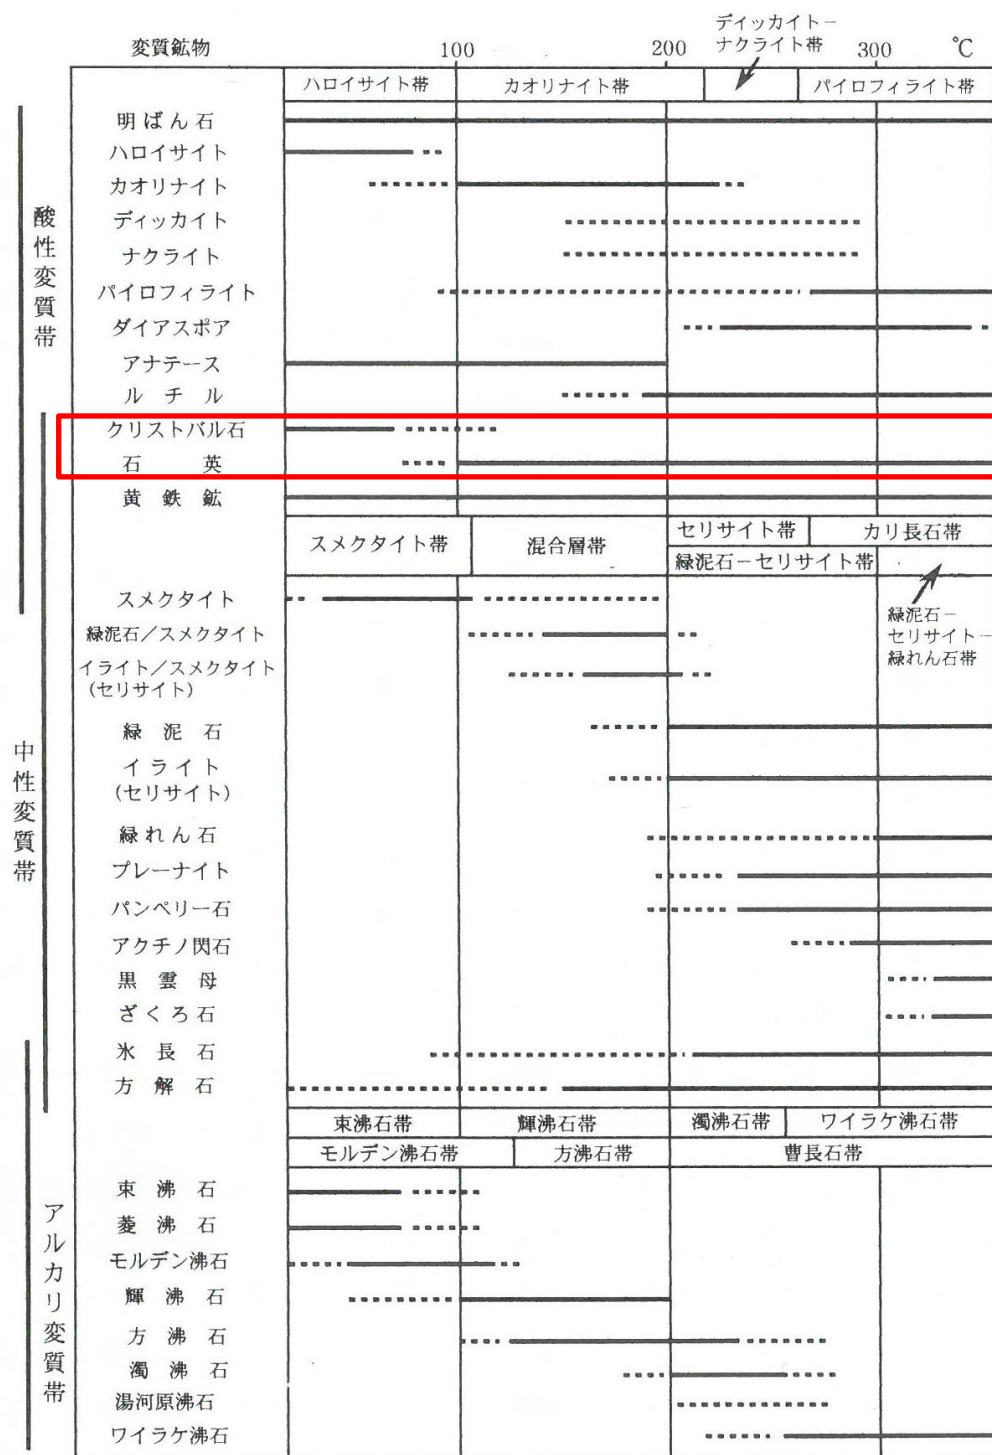 ディッカイト－
ナクライト帯
変質鉱物 100 200 300 ℃
ハロイサイト帯 カオリナイト帯 パイロフィライト帯
酸性変質帯
明ばん石
ハロイサイト
カオリナイト
ディッカイト
ナクライト
パイロフィライト
ダイアスポア
アナテース
ルチル
クリストバル石
石英
黄鉄鉱
スメクタイト帯 混合層帯 セリサイト帯 カリ長石帯
緑泥石－セリサイト帯
緑泥石－
セリサイト－
緑れん石帯
中性変質帯
スメクタイト
緑泥石/スメクタイト
イライト/スメクタイト
(セリサイト)
緑泥石
イライト
(セリサイト)
緑れん石
プレーナイト
パンペリー石
アクチノ閃石
黒雲母
ざくろ石
氷長石
方解石
束沸石帯 輝沸石帯 濁沸石帯 ワイラケ沸石帯
モルデン沸石帯 方沸石帯 曹長石帯
アルカリ変質帯
束沸石
菱沸石
モルデン沸石
輝沸石
方沸石
濁沸石
湯河原沸石
ワイラケ沸石